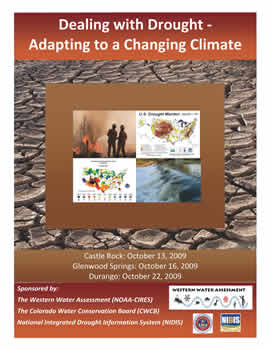 Dealing with Drought -
Adapting to a Changing Climate
U.S. Drought Monitor
Castle Rock: October 13, 2009
Glenwood Springs: October 16, 2009
Durango: October 22, 2009
Sponsored by:
The Western Water Assessment (NOAA-CIRES)
The Colorado Water Conservation Board (CWCB)
National Integrated Drought Information System (NIDIS)
WESTERN WATER ASSESSMENT
NIDIS